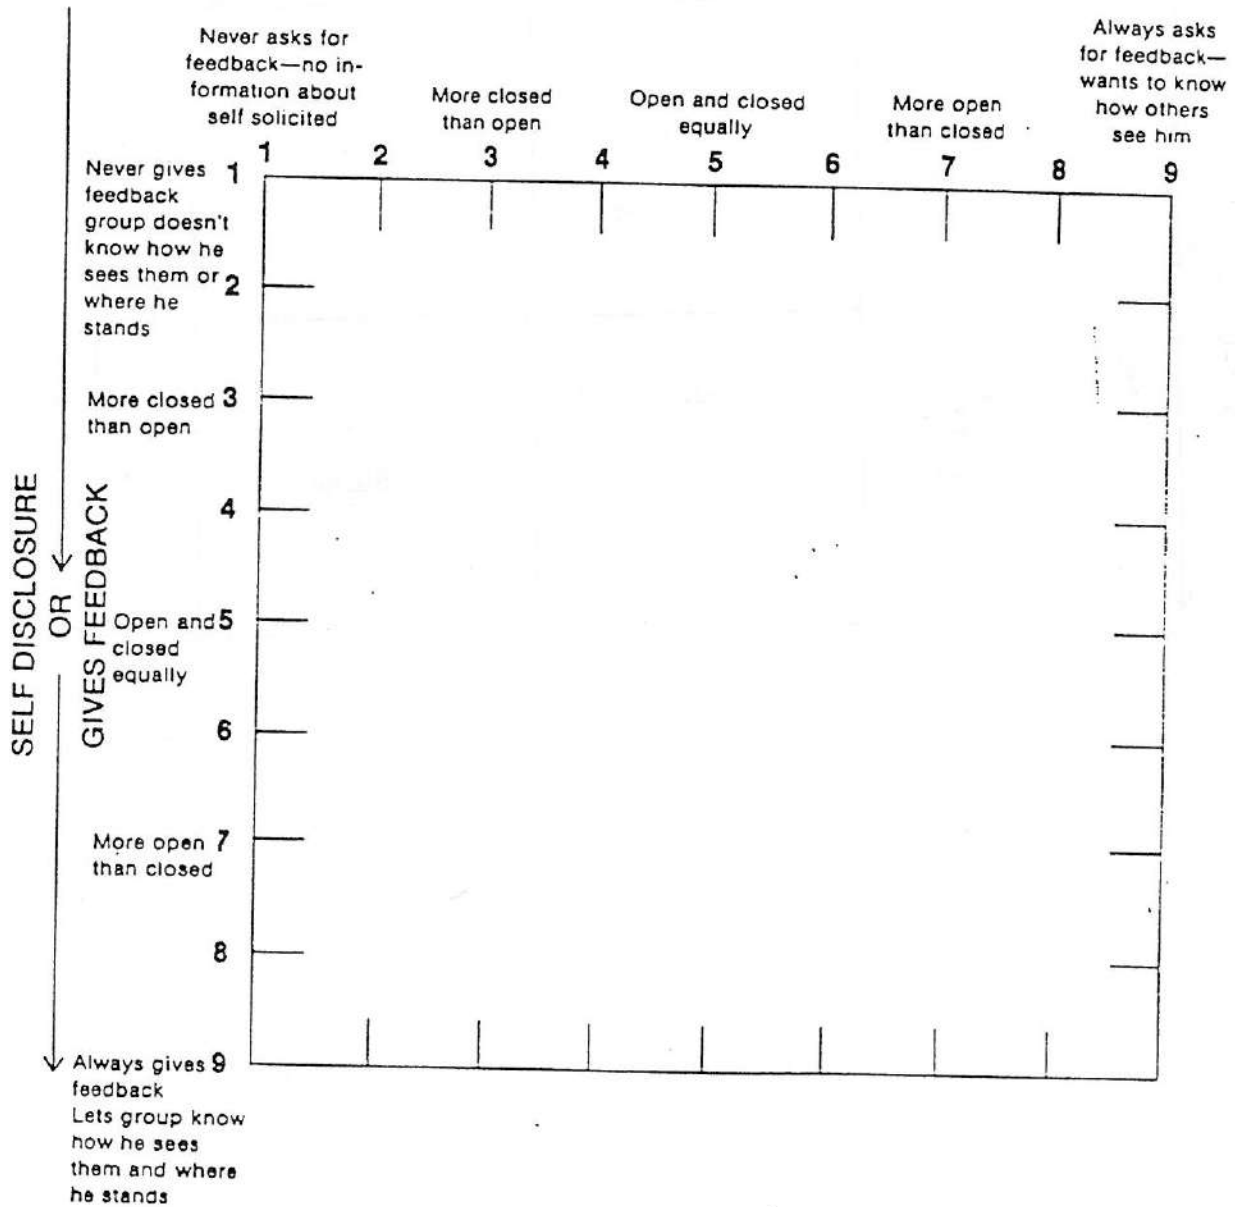 Never asks for
feedback—no in-
formation about
self solicited
More closed
than open
Open and closed
equally
More open
than closed
Always asks
for feedback—
wants to know
how others
see him
1 2 3 4 5 6 7 8 9
Never gives 1
feedback
group doesn't
know how he
sees them or
2
where he
stands
More closed 3
than open
4
SELF DISCLOSURE
OR
GIVES FEEDBACK
Open and 5
closed
equally
6
More open 7
than closed
8
Always gives 9
feedback
Lets group know
how he sees
them and where
he stands